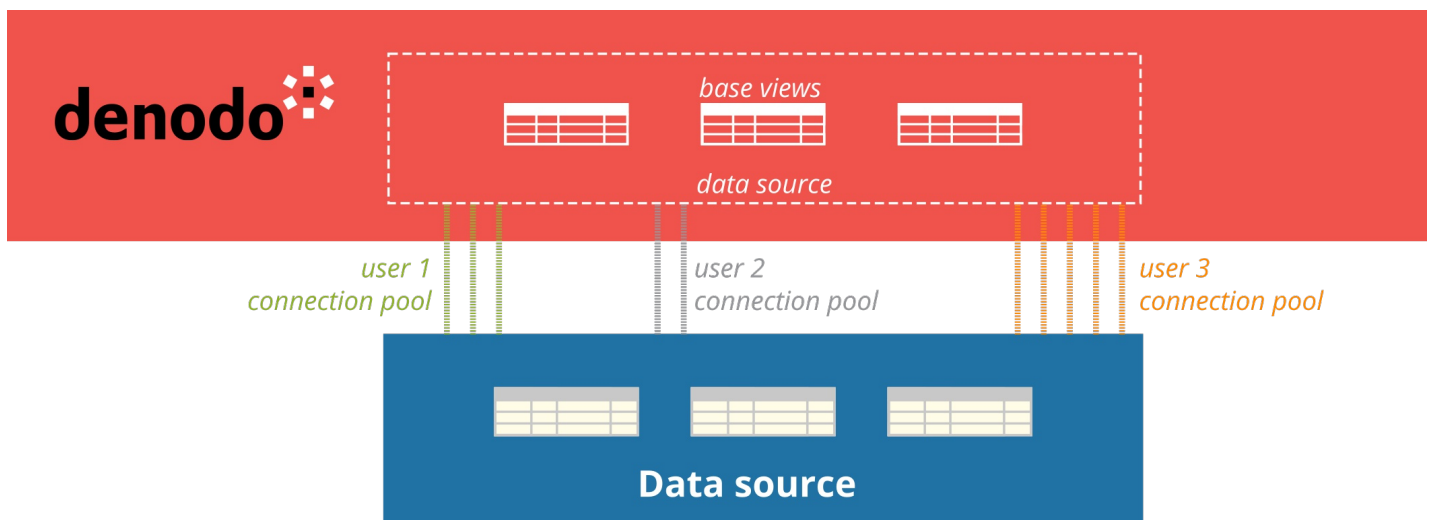 denodo
base views
data source
user 1
connection pool
user 2
connection pool
user 3
connection pool
Data source